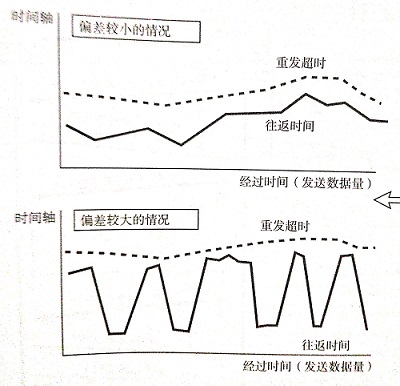 时间轴
偏差较小的情况
重发超时
往返时间
经过时间（发送数据量）
时间轴
偏差较大的情况
重发超时
往返时间
经过时间（发送数据量）